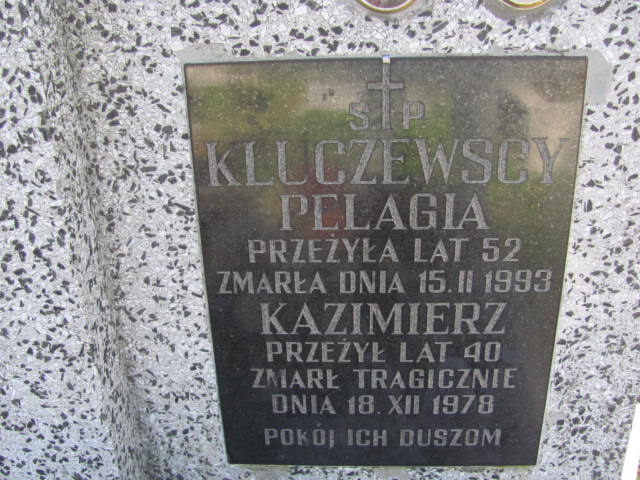 Ś P
KLUCZEWSCY
PELAGIA
PRZEŻYŁA LAT 52
ZMARŁA DNIA 15. II 1993
KAZIMIERZ
PRZEŻYŁ LAT 40
ZMARŁ TRAGICZNIE
DNIA 18. XII 1978
POKÓJ ICH DUSZOM